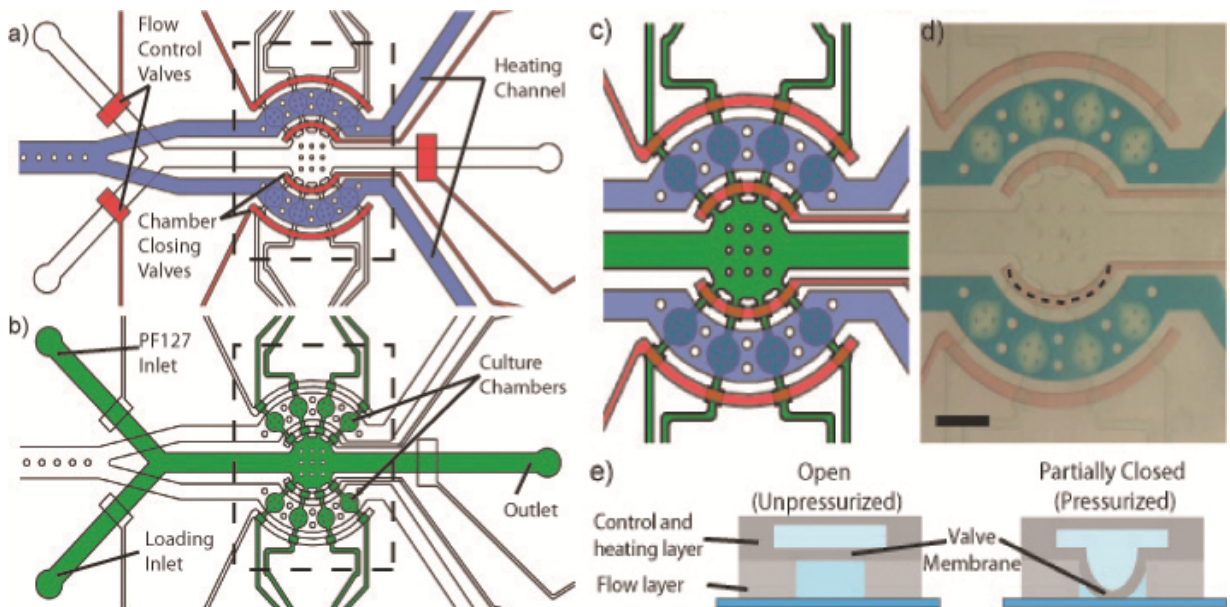 a)
Flow
Control
Valves
Heating
Channel
Chamber
Closing
Valves
b)
PF127
Inlet
Culture
Chambers
Outlet
Loading
Inlet
c)
d)
e)
Open
(Unpressurized)
Partially Closed
(Pressurized)
Control and
heating layer
Valve
Membrane
Flow layer